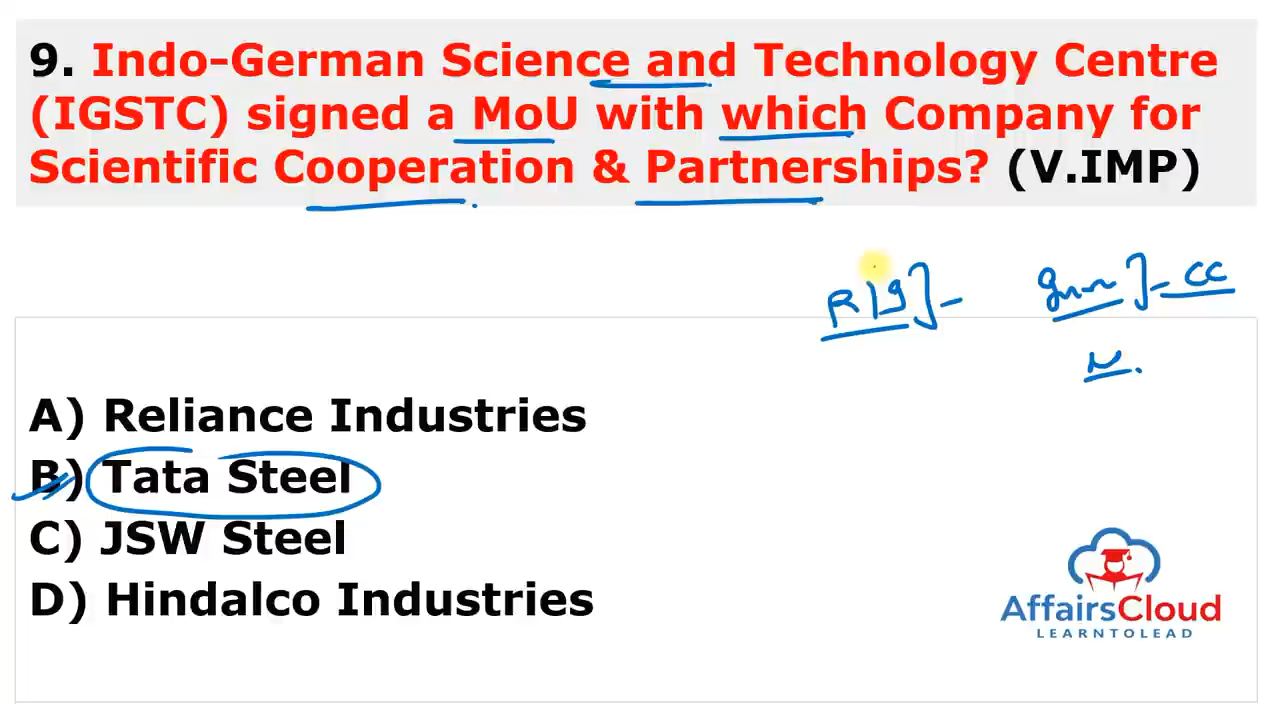 9. Indo-German Science and Technology Centre
(IGSTC) signed a MoU with which Company for
Scientific Cooperation & Partnerships? (V.IMP)
CC
A) Reliance Industries
B) Tata Steel
C) JSW Steel
D) Hindalco Industries
AffairsCloud
LEARNTOLEAD